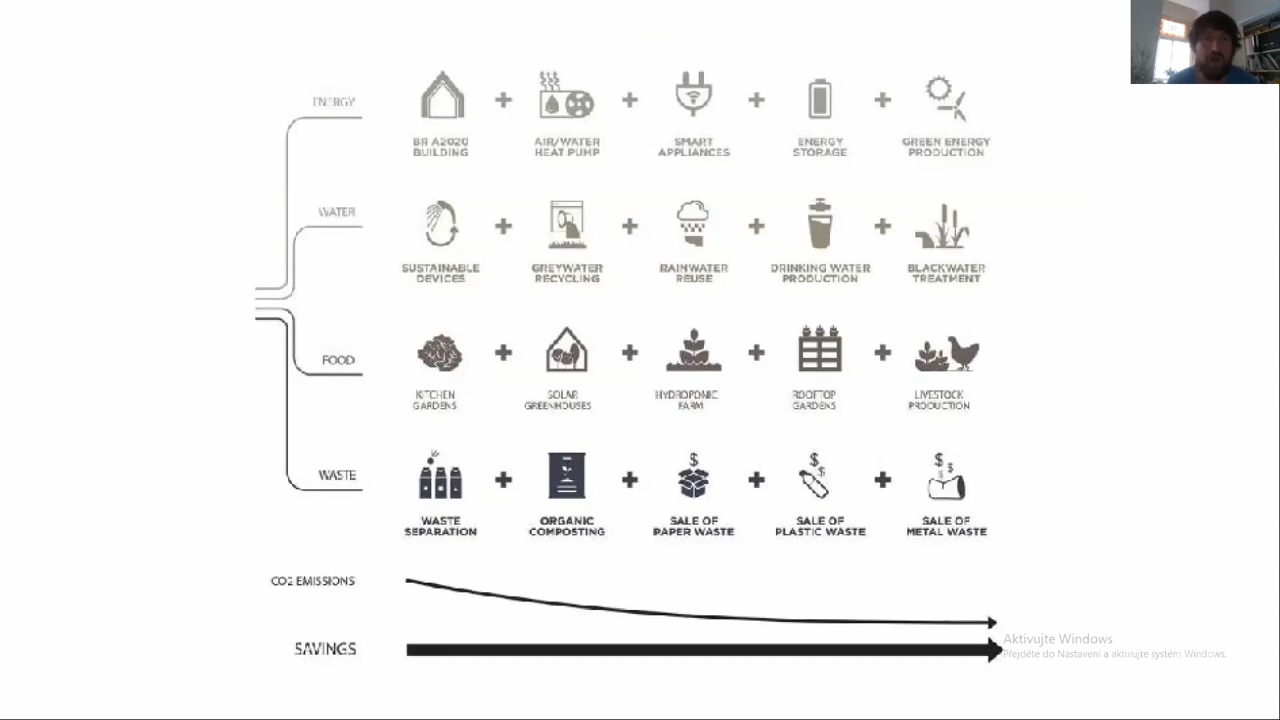 ENERGY
BR A2020
BUILDING
AIR/WATER
HEAT PUMP
SMART
APPLIANCES
ENERGY
STORAGE
GREEN ENERGY
PRODUCTION
WATER
SUSTAINABLE
DEVICES
GREYWATER
RECYCLING
RAINWATER
REUSE
DRINKING WATER
PRODUCTION
BLACKWATER
TREATMENT
FOOD
KITCHEN
GARDENS
SOLAR
GREENHOUSES
HYDROPONIC
FARM
ROOFTOP
GARDENS
LIVESTOCK
PRODUCTION
WASTE
WASTE
SEPARATION
ORGANIC
COMPOSTING
SALE OF
PAPER WASTE
SALE OF
PLASTIC WASTE
SALE OF
METAL WASTE
CO2 EMISSIONS
SAVINGS
Aktivujte Windows
Přejděte do Nastavení a aktivujte systém Windows.